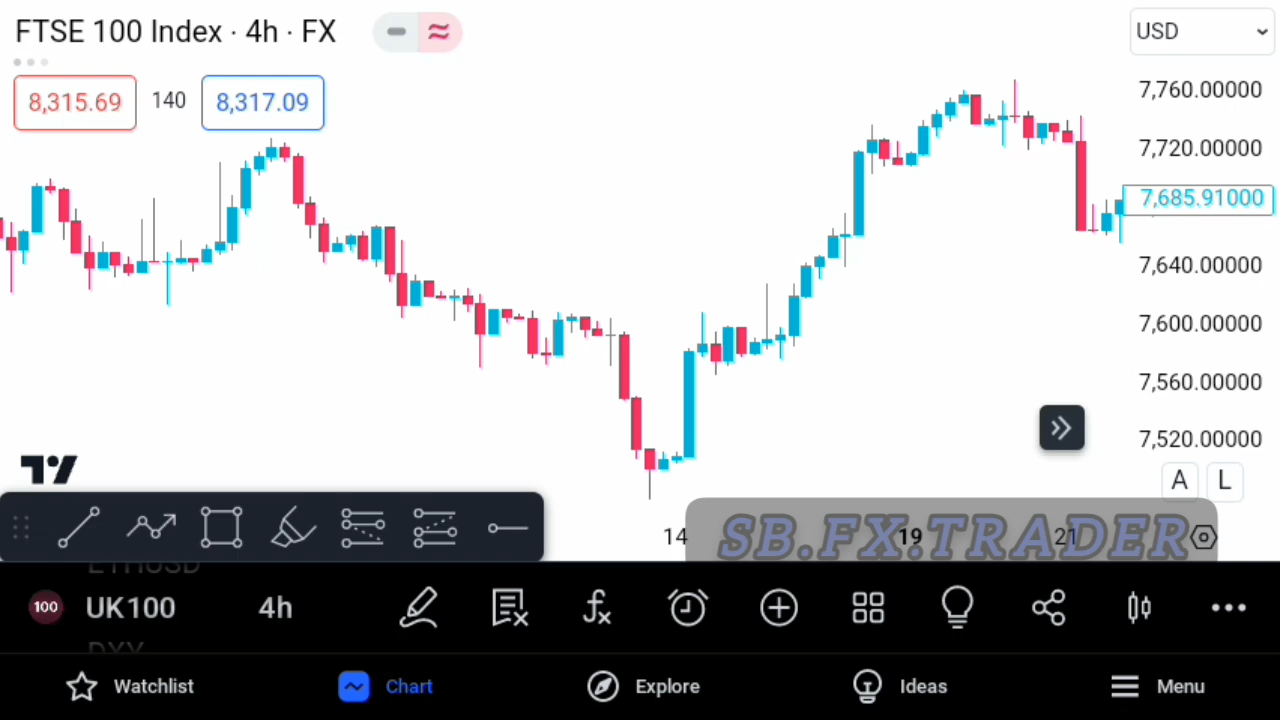 FTSE 100 Index · 4h · FX
USD
8,315.69
140
8,317.09
7,760.00000
7,720.00000
7,685.91000
7,640.00000
7,600.00000
7,560.00000
7,520.00000
A
L
14
19
21
SB.FX.TRADER
ETHUSD
100
UK100
4h
DXY
Watchlist
Chart
Explore
Ideas
Menu